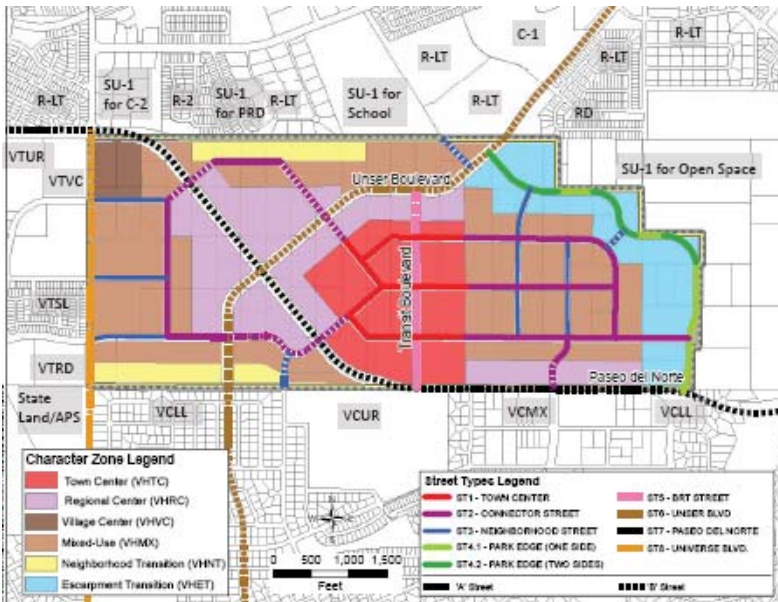 C-1
R-LT
R-LT
R-LT
SU-1 for C-2
R-2
SU-1 for PRD
R-LT
SU-1 for School
R-LT
RD
R-LT
VTUR
VTVC
Unser Boulevard
SU-1 for Open Space
Transit Boulevard
VTSL
VTRD
Paseo del Norte
State Land/APS
VCLL
VCUR
VCMX
VCLL
Character Zone Legend
Town Center (VHTC)
Regional Center (VHRC)
Village Center (VHVC)
Mixed-Use (VHMX)
Neighborhood Transition (VHNT)
Escarpment Transition (VHET)
N
W
E
S
0 500 1,000 1,500
Feet
Street Types Legend
ST1 - TOWN CENTER
ST2 - CONNECTOR STREET
ST3 - NEIGHBORHOOD STREET
ST4.1 - PARK EDGE (ONE SIDE)
ST4.2 - PARK EDGE (TWO SIDES)
ST5 - BRT STREET
ST6 - UNSER BLVD
ST7 - PASEO DEL NORTE
ST8 - UNIVERSE BLVD.
'A' Street
'B' Street